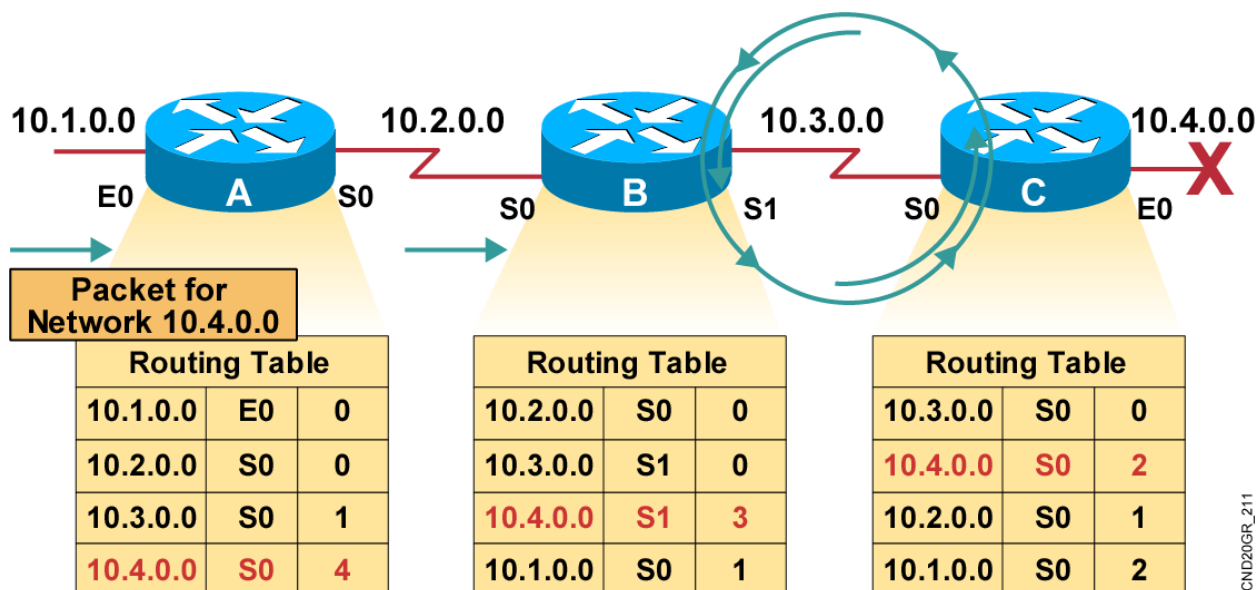 10.1.0.0 10.2.0.0 10.3.0.0 10.4.0.0
X
A B C
E0 S0 S0 S1 S0 E0
Packet for
Network 10.4.0.0
Routing Table
10.1.0.0 E0 0
10.2.0.0 S0 0
10.3.0.0 S0 1
10.4.0.0 S0 4
Routing Table
10.2.0.0 S0 0
10.3.0.0 S1 0
10.4.0.0 S1 3
10.1.0.0 S0 1
Routing Table
10.3.0.0 S0 0
10.4.0.0 S0 2
10.2.0.0 S0 1
10.1.0.0 S0 2
CND20GR_211